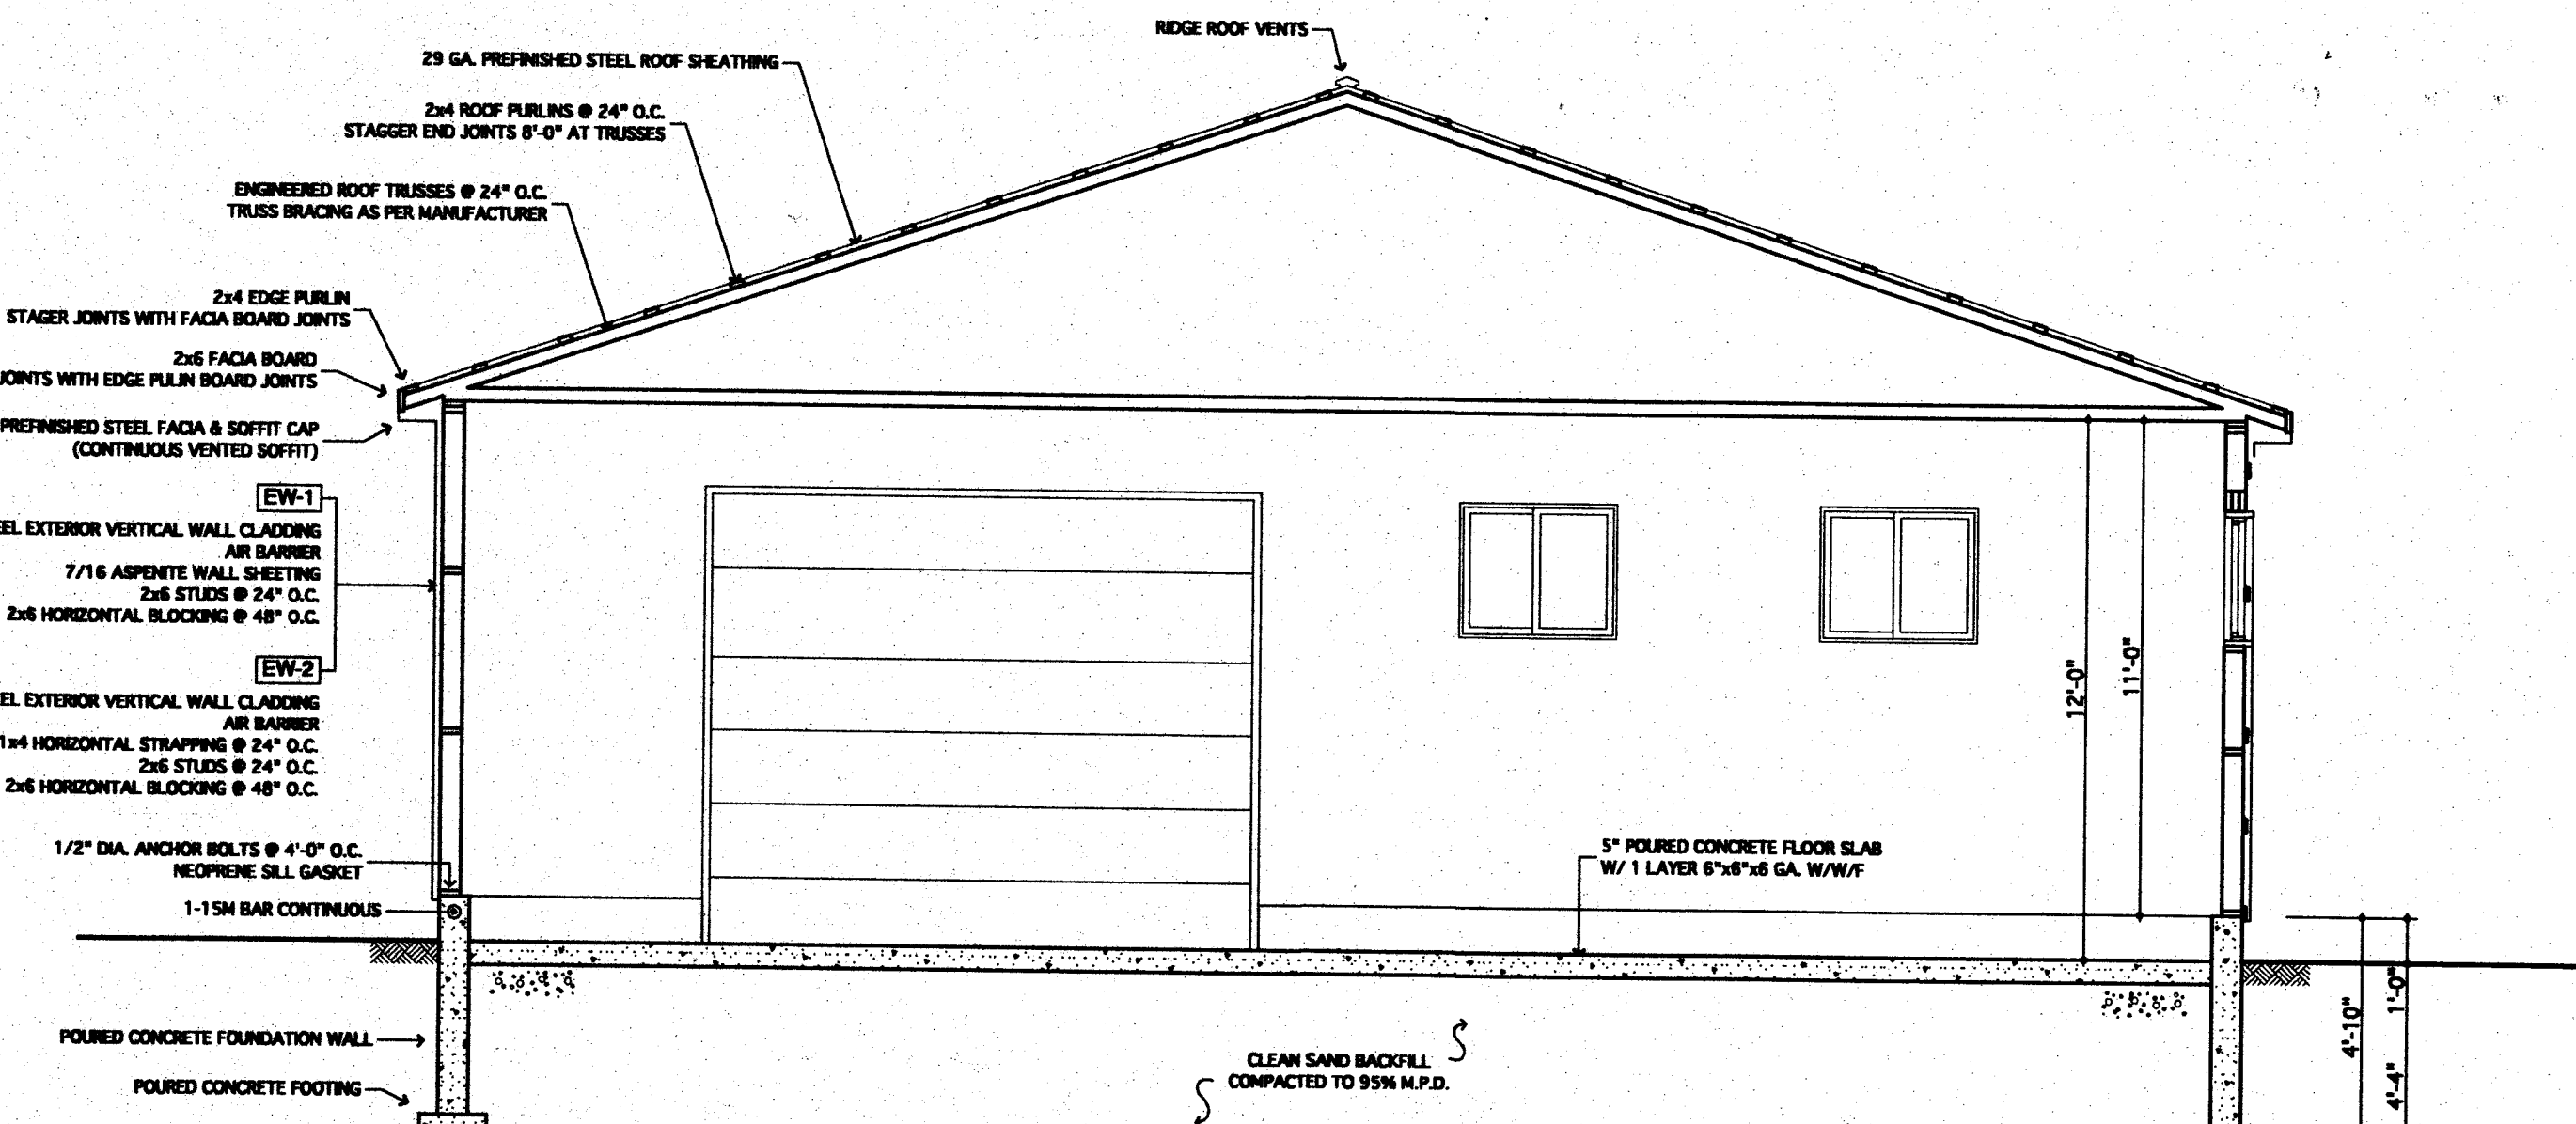 RIDGE ROOF VENTS
29 GA. PREFINISHED STEEL ROOF SHEATHING
2x4 ROOF PURLINS @ 24" O.C.
STAGGER END JOINTS 8'-0" AT TRUSSES
ENGINEERED ROOF TRUSSES @ 24" O.C.
TRUSS BRACING AS PER MANUFACTURER
2x4 EDGE PURLIN
STAGER JOINTS WITH FACIA BOARD JOINTS
2x6 FACIA BOARD
JOINTS WITH EDGE PULIN BOARD JOINTS
PREFINISHED STEEL FACIA & SOFFIT CAP
(CONTINUOUS VENTED SOFFIT)
EW-1
EXTERIOR VERTICAL WALL CLADDING
AIR BARRIER
7/16 ASPENITE WALL SHEETING
2x6 STUDS @ 24" O.C.
2x6 HORIZONTAL BLOCKING @ 48" O.C.
EW-2
EXTERIOR VERTICAL WALL CLADDING
AIR BARRIER
1x4 HORIZONTAL STRAPPING @ 24" O.C.
2x6 STUDS @ 24" O.C.
2x6 HORIZONTAL BLOCKING @ 48" O.C.
1/2" DIA. ANCHOR BOLTS @ 4'-0" O.C.
NEOPRENE SILL GASKET
1-15M BAR CONTINUOUS
POURED CONCRETE FOUNDATION WALL
POURED CONCRETE FOOTING
5" POURED CONCRETE FLOOR SLAB
W/ 1 LAYER 6"x6"x6 GA. W/W/F
CLEAN SAND BACKFILL
COMPACTED TO 95% M.P.D.
12'-0"
11'-0"
4'-10"
1'-0"
4'-4"